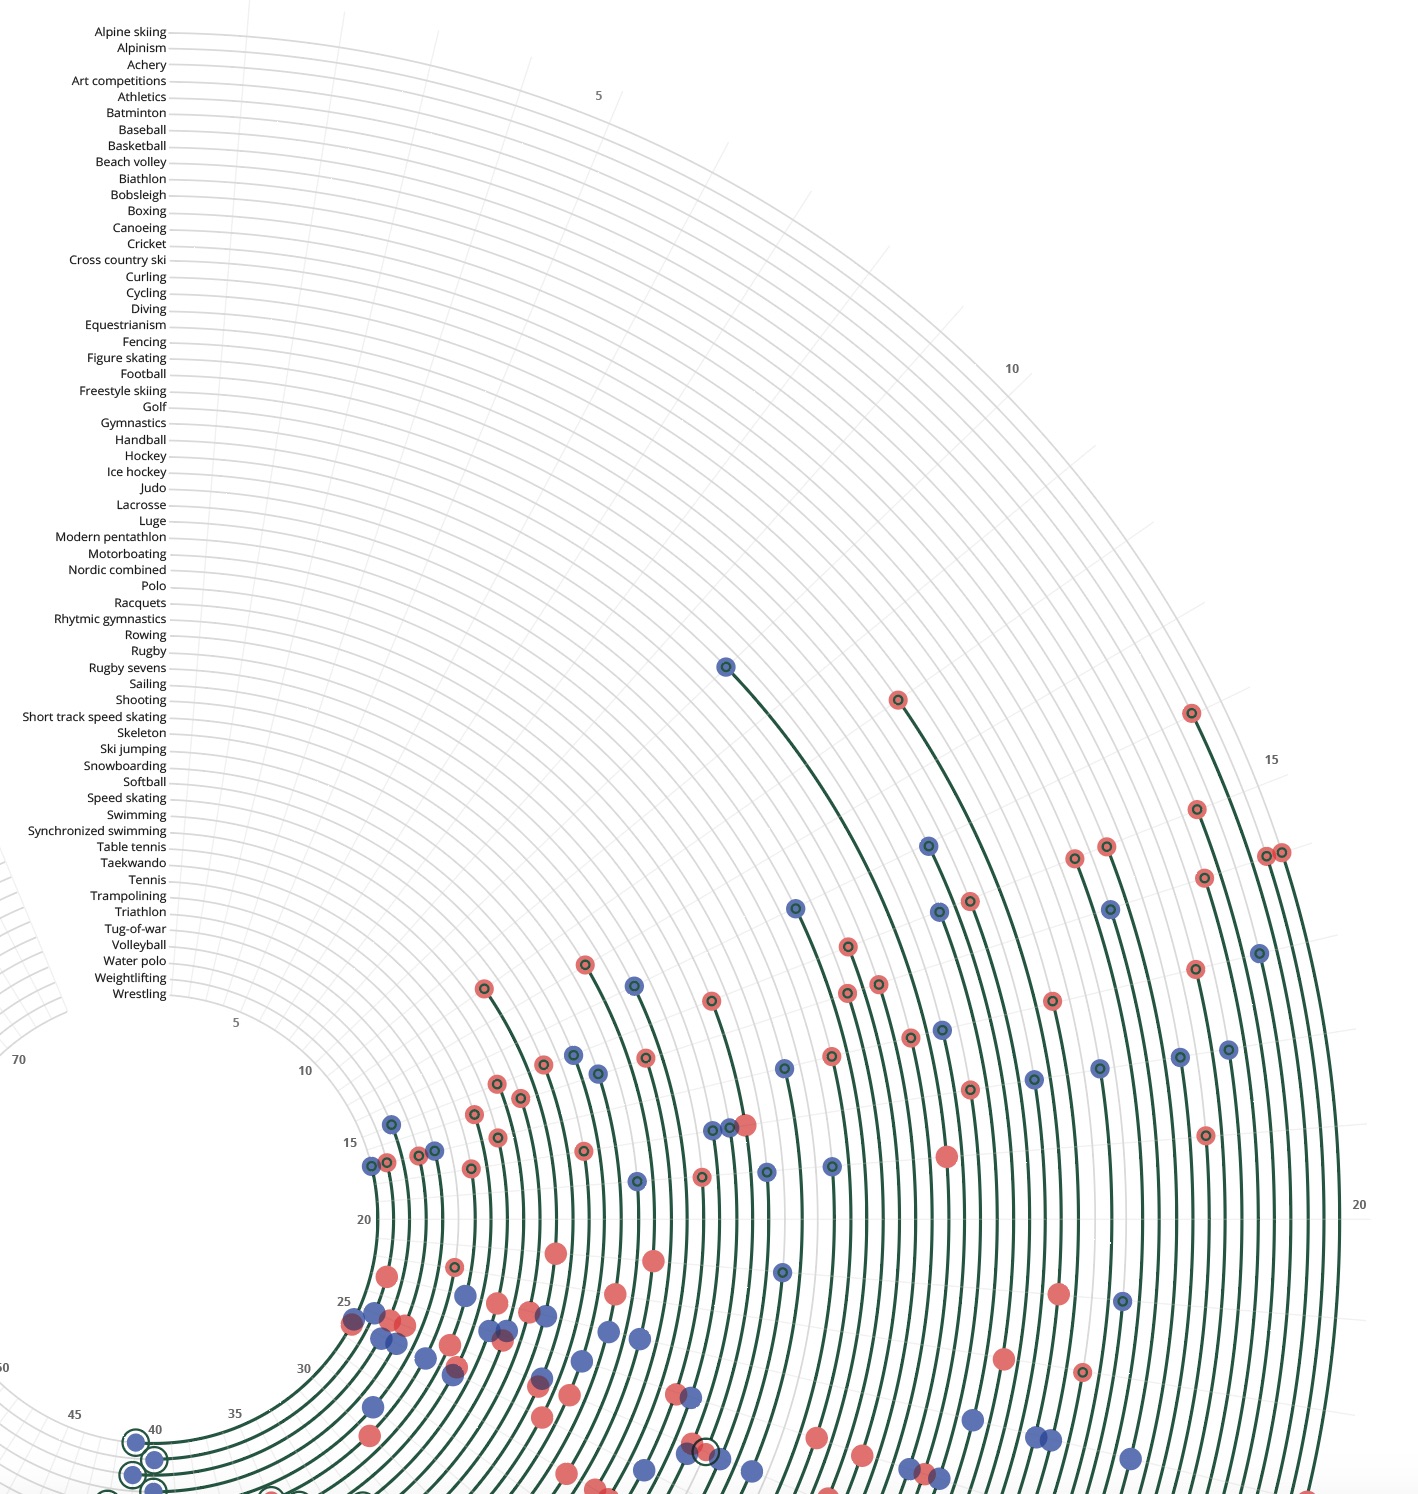 Alpine skiing
Alpinism
Achery
Art competitions
Athletics
Batminton
Baseball
Basketball
Beach volley
Biathlon
Bobsleigh
Boxing
Canoeing
Cricket
Cross country ski
Curling
Cycling
Diving
Equestrianism
Fencing
Figure skating
Football
Freestyle skiing
Golf
Gymnastics
Handball
Hockey
Ice hockey
Judo
Lacrosse
Luge
Modern pentathlon
Motorboating
Nordic combined
Polo
Racquets
Rhytmic gymnastics
Rowing
Rugby
Rugby sevens
Sailing
Shooting
Short track speed skating
Skeleton
Ski jumping
Snowboarding
Softball
Speed skating
Swimming
Synchronized swimming
Table tennis
Taekwando
Tennis
Trampolining
Triathlon
Tug-of-war
Volleyball
Water polo
Weightlifting
Wrestling
5
10
15
20
5
10
15
20
25
30
35
40
45
70